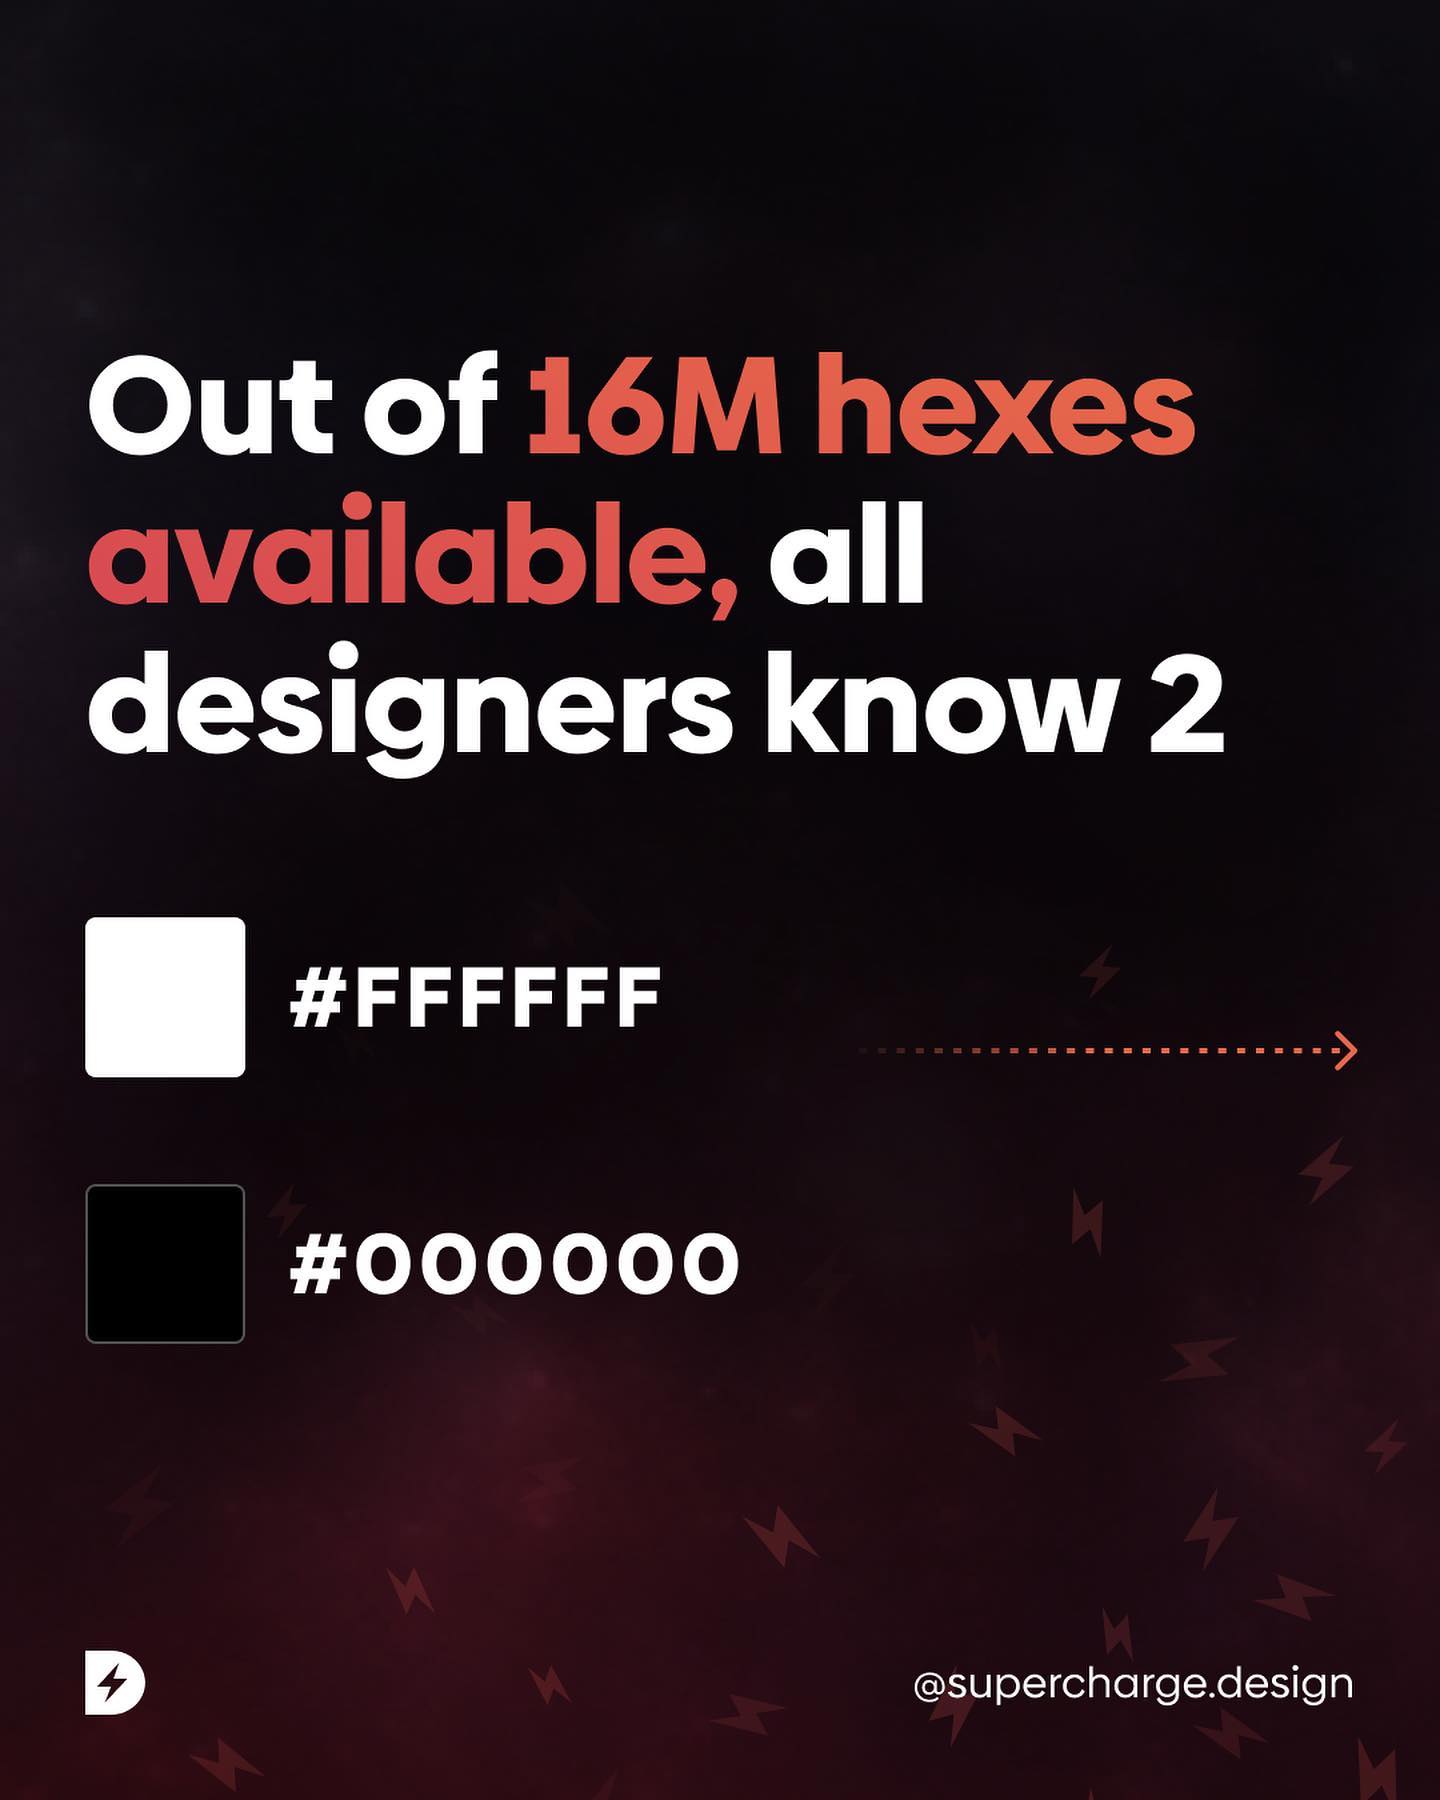 Out of 16M hexes
available, all
designers know 2
#FFFFFF
#000000
@supercharge.design